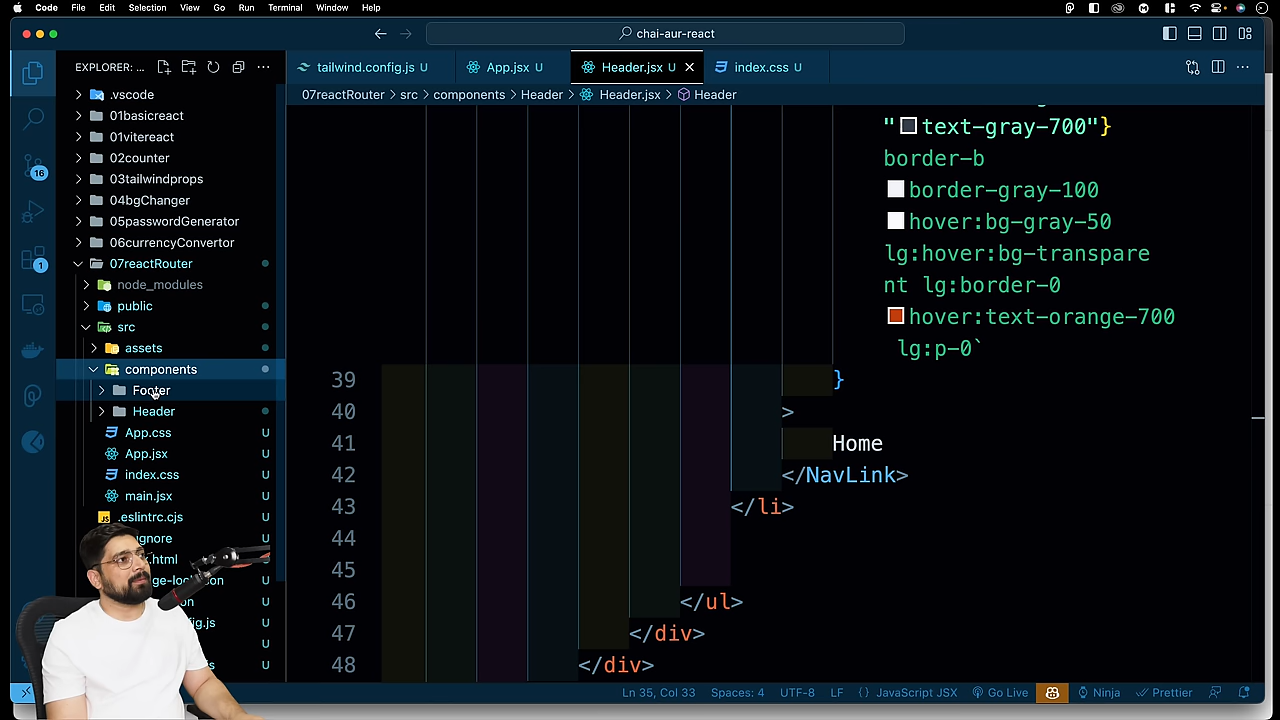 Code File Edit Selection View Go Run Terminal Window Help
chai-aur-react
EXPLORER: ...
tailwind.config.js U
App.jsx U
Header.jsx U
index.css U
07reactRouter > src > components > Header > Header.jsx > Header
.vscode
01basicreact
01vitereact
02counter
03tailwindprops
04bgChanger
05passwordGenerator
06currencyConvertor
07reactRouter
node_modules
public
src
assets
components
Footer
Header
App.css U
App.jsx U
index.css U
main.jsx U
.eslintrc.cjs U
U
.html U
U
U
U
U
U
16
1
"text-gray-700"}
border-b
border-gray-100
hover:bg-gray-50
lg:hover:bg-transpare
nt lg:border-0
hover:text-orange-700
lg:p-0`
39 }
40 >
41 Home
42 </NavLink>
43 </li>
44
45
46 </ul>
47 </div>
48 </div>
Ln 35, Col 33 Spaces: 4 UTF-8 LF {} JavaScript JSX Go Live Ninja Prettier